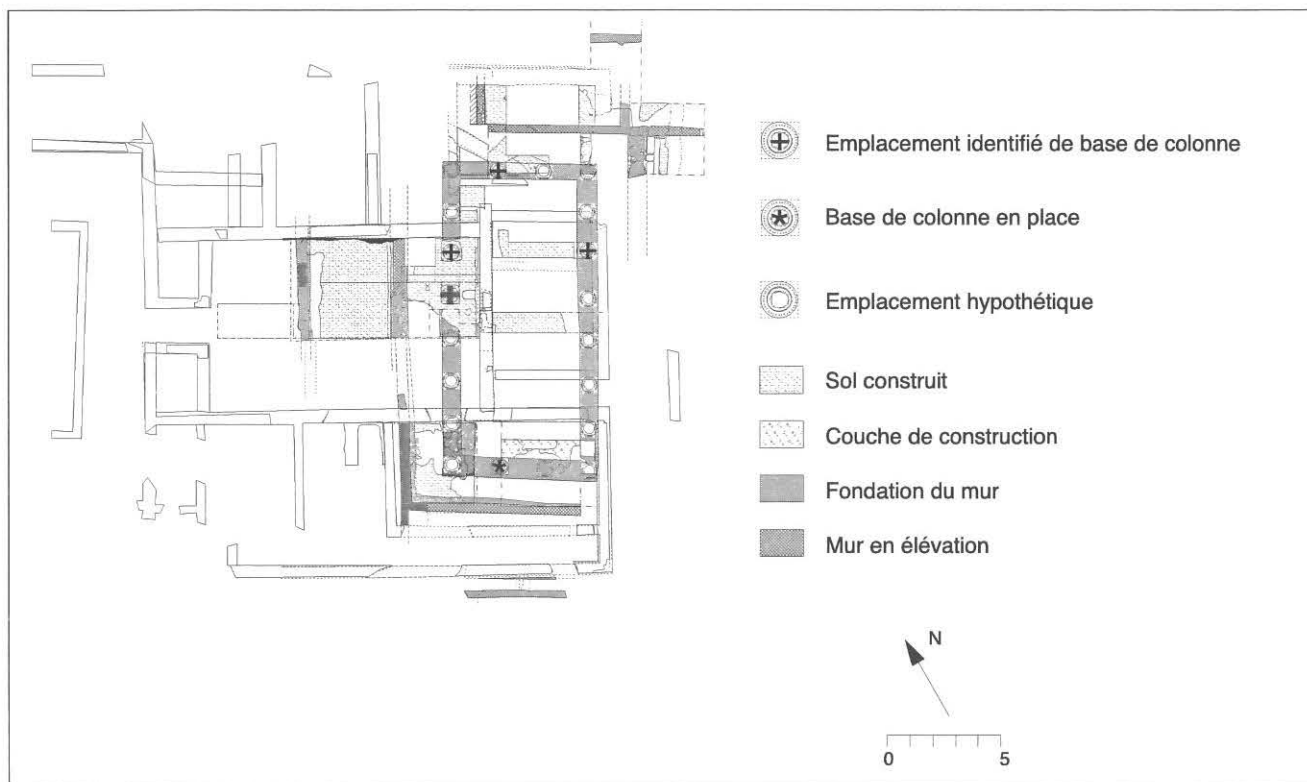 Emplacement identifié de base de colonne
Base de colonne en place
Emplacement hypothétique
Sol construit
Couche de construction
Fondation du mur
Mur en élévation
N
0 5